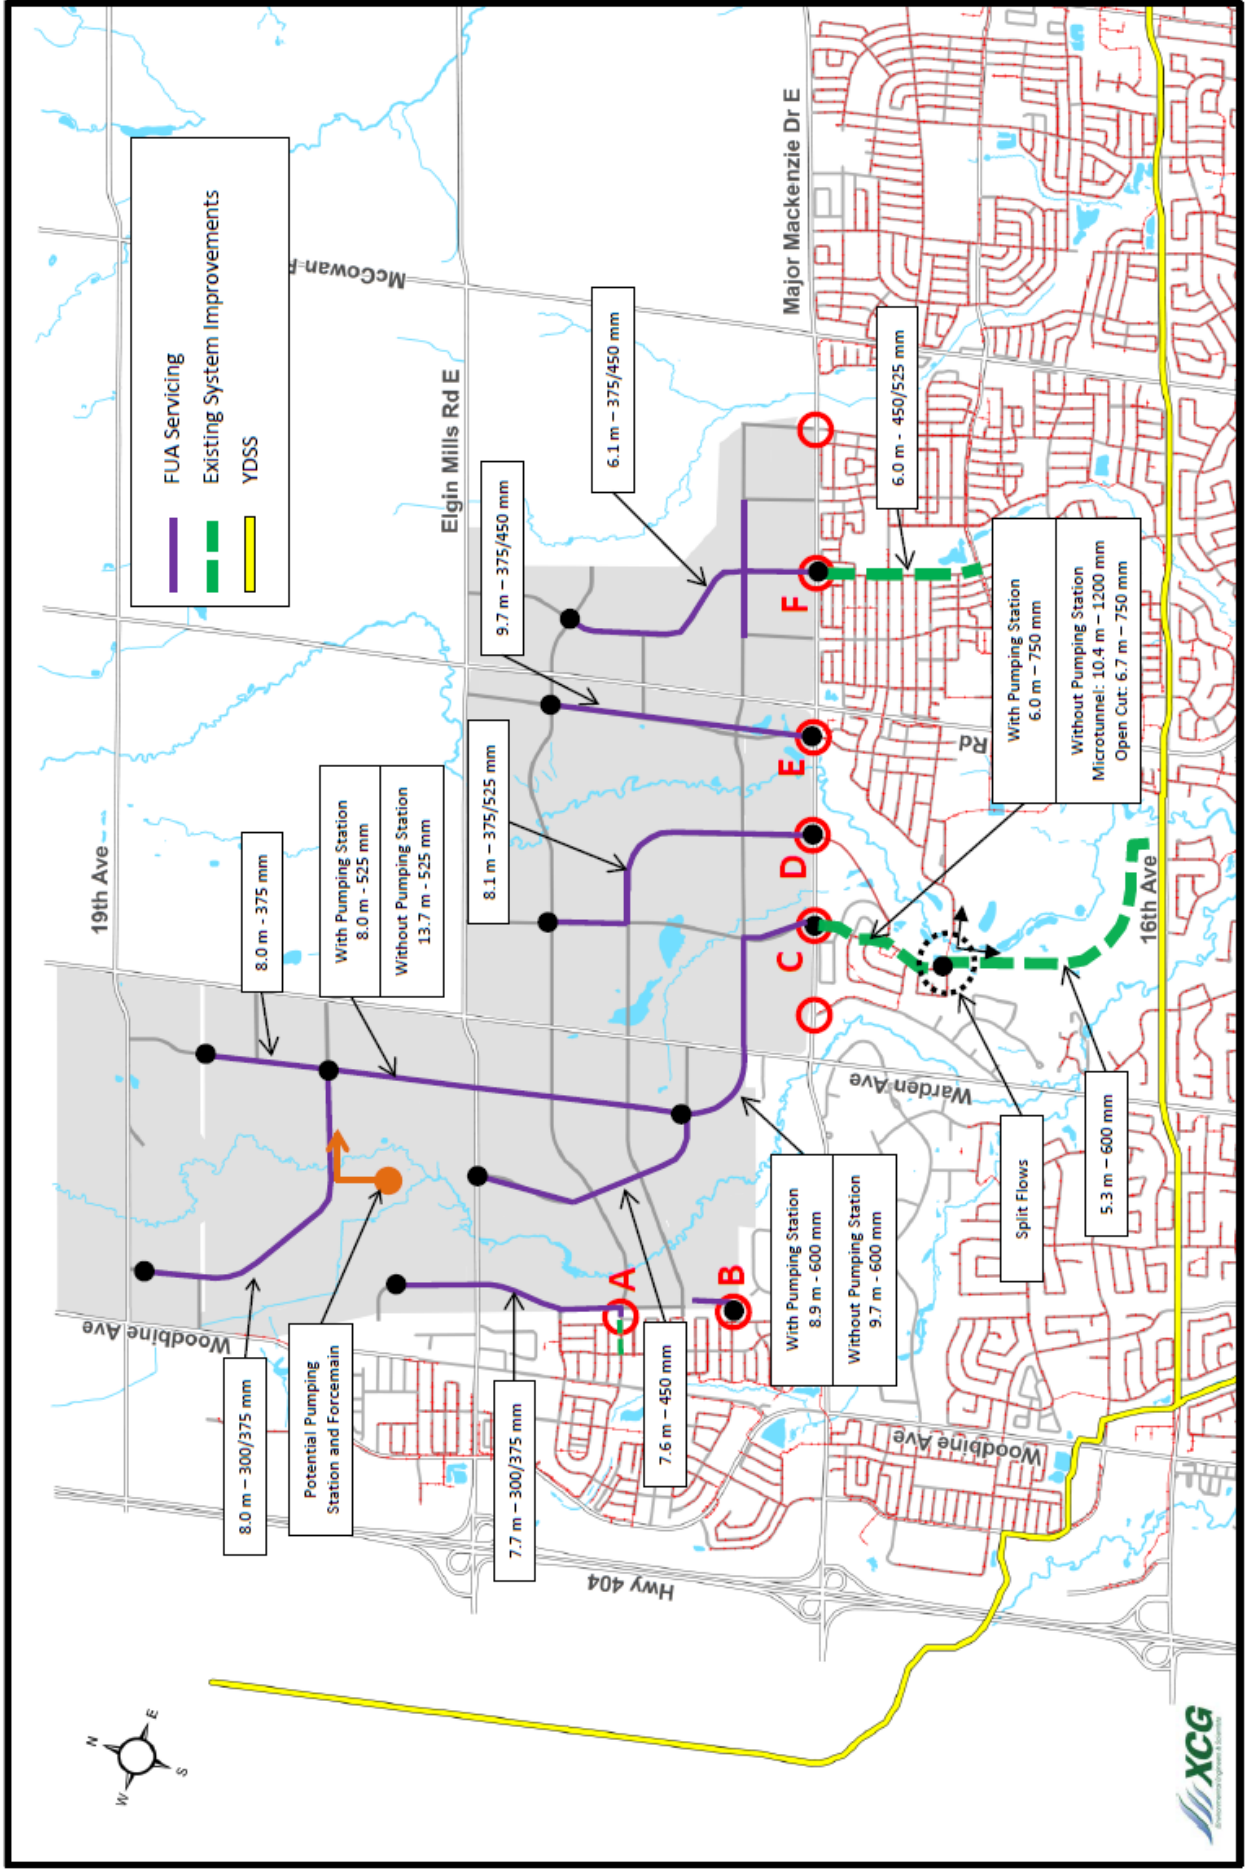 FUA Servicing
Existing System Improvements
YDSS
19th Ave
Elgin Mills Rd E
Major Mackenzie Dr E
16th Ave
McCowan R
Rd
Warden Ave
Woodbine Ave
Woodbine Ave
Hwy 404
8.0 m - 375 mm
With Pumping Station
8.0 m - 525 mm
Without Pumping Station
13.7 m - 525 mm
8.1 m – 375/525 mm
9.7 m – 375/450 mm
6.1 m – 375/450 mm
6.0 m - 450/525 mm
With Pumping Station
6.0 m – 750 mm
Without Pumping Station
Microtunnel: 10.4 m – 1200 mm
Open Cut: 6.7 m – 750 mm
8.0 m – 300/375 mm
Potential Pumping
Station and Forcemain
7.7 m – 300/375 mm
7.6 m – 450 mm
With Pumping Station
8.9 m - 600 mm
Without Pumping Station
9.7 m - 600 mm
Split Flows
5.3 m – 600 mm
A
B
C
D
E
F
N
E
S
W
XCG